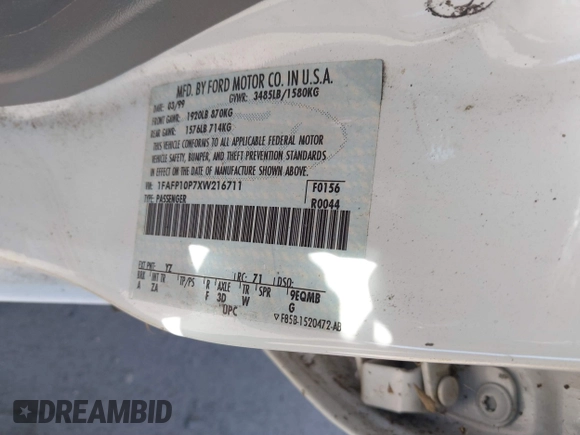 MFD. BY FORD MOTOR CO. IN U.S.A.
DATE: 03/99 GVWR: 3485LB/1580KG
FRONT GAWR: 1920LB 870KG
REAR GAWR: 1576LB 714KG
THIS VEHICLE CONFORMS TO ALL APPLICABLE FEDERAL MOTOR
VEHICLE SAFETY, BUMPER, AND THEFT PREVENTION STANDARDS
IN EFFECT ON THE DATE OF MANUFACTURE SHOWN ABOVE.
VIN: 1FAFP10P7XW216711 F0156
TYPE: PASSENGER R0044
EXT PNT: YZ RC: 71 DSO:
BRK INT TR TP/PS R AXLE TR SPR 9EQMB
A ZA F 3D W G
UPC F85B-1520472-AB
DREAMBID